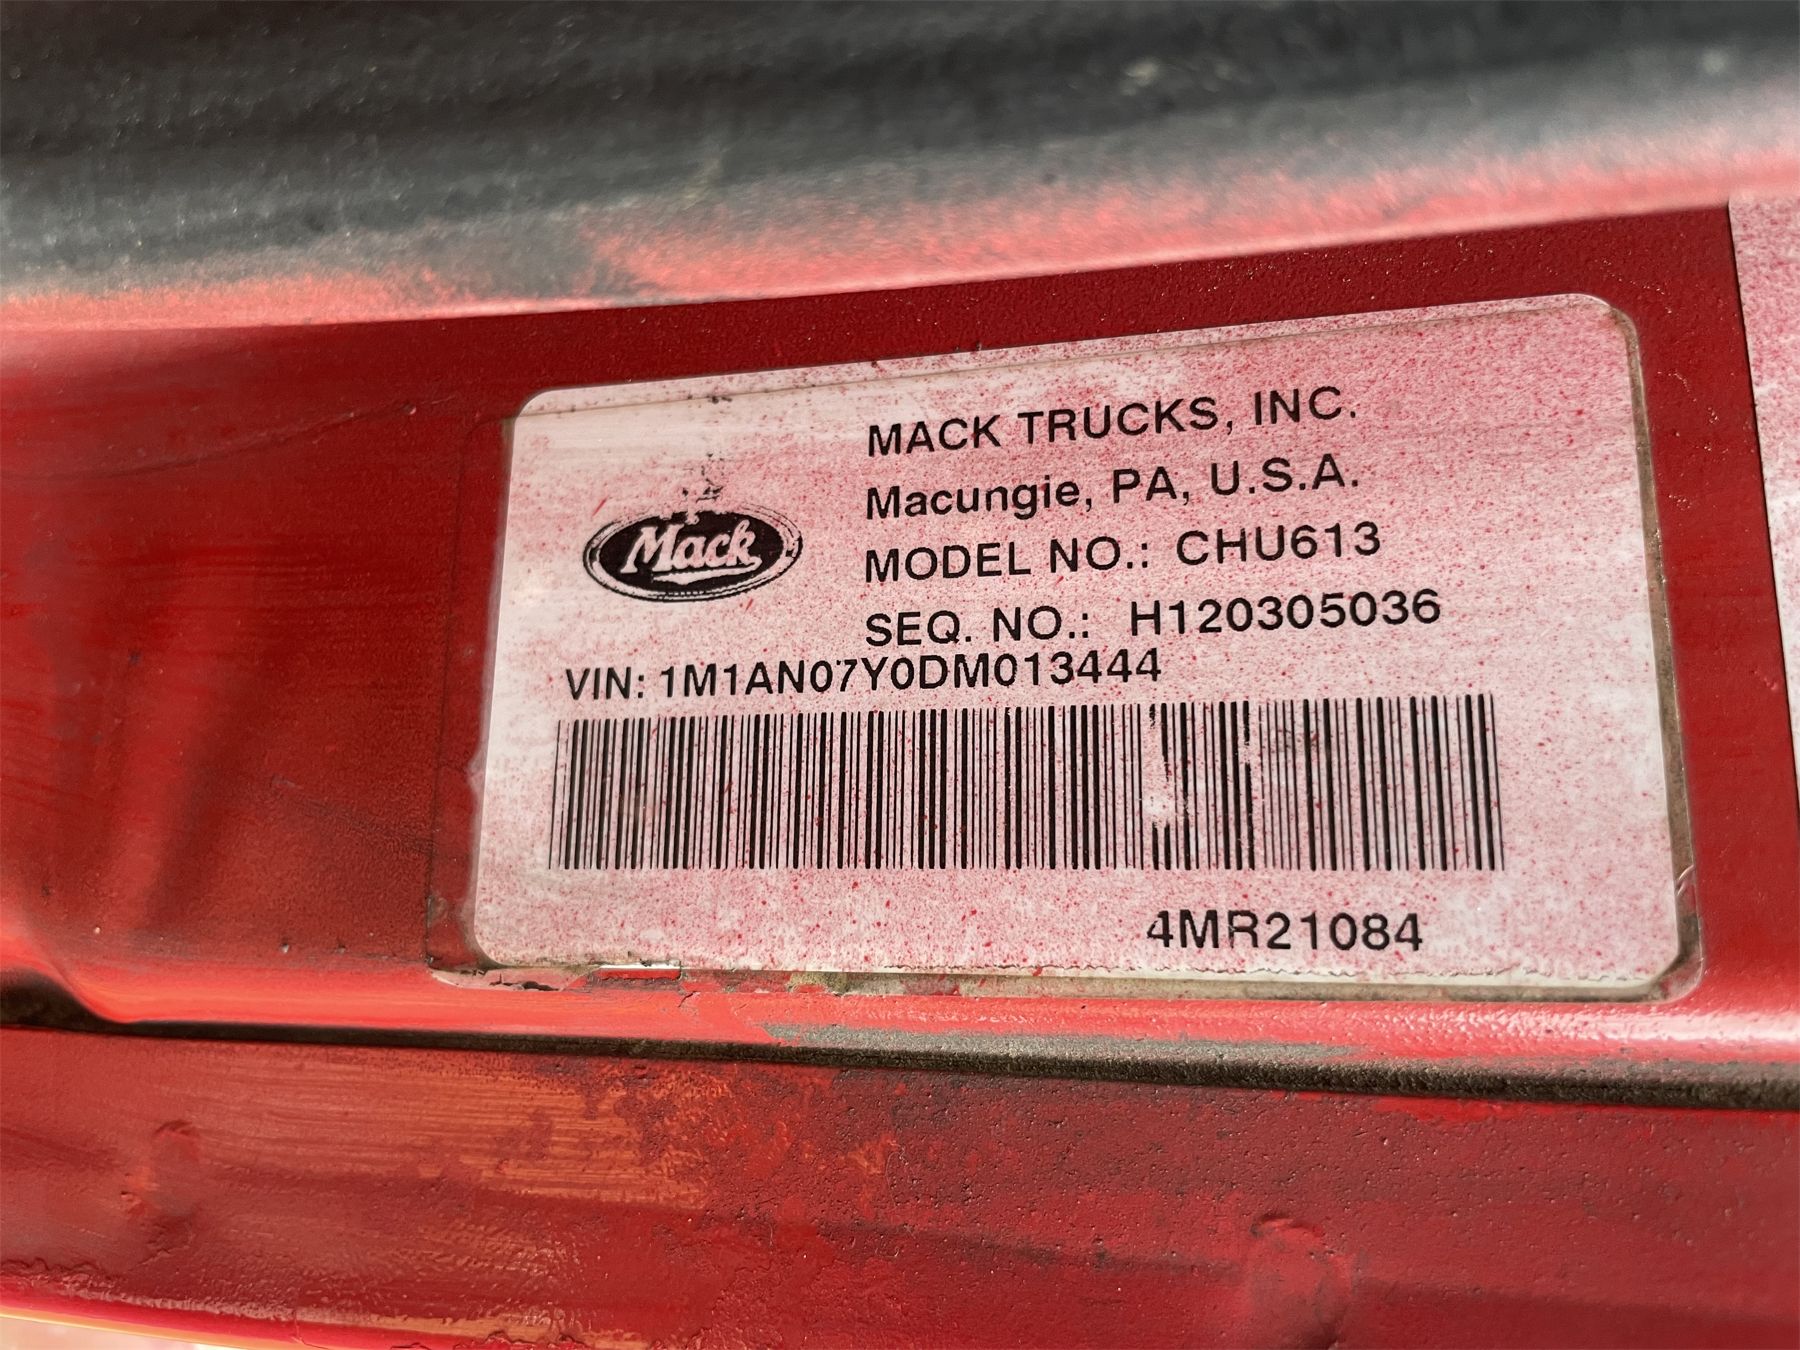 MACK TRUCKS, INC.
Macungie, PA, U.S.A.
Mack
MODEL NO.: CHU613
SEQ. NO.: H120305036
VIN: 1M1AN07Y0DM013444
4MR21084